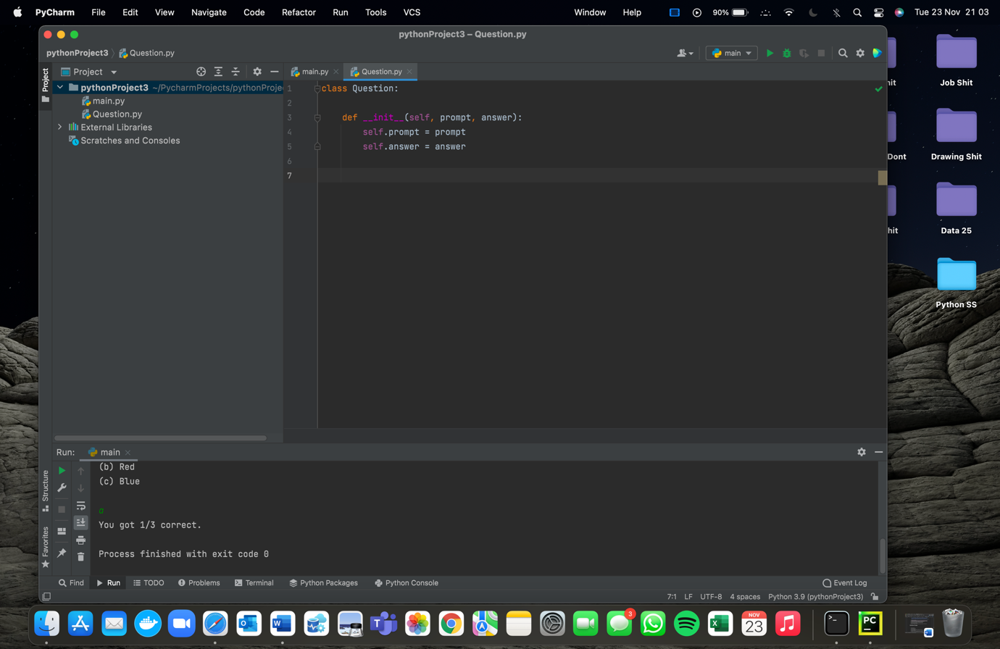 PyCharm File Edit View Navigate Code Refactor Run Tools VCS Window Help 90% Tue 23 Nov 21 03
pythonProject3 – Question.py
pythonProject3 Question.py main
Project main.py Question.py
Project
pythonProject3 ~/PycharmProjects/pythonProje
main.py
Question.py
External Libraries
Scratches and Consoles
1 class Question:
2
3 def __init__(self, prompt, answer):
4 self.prompt = prompt
5 self.answer = answer
6
7
Run: main
(b) Red
(c) Blue
a
You got 1/3 correct.
Process finished with exit code 0
Structure
Favorites
Find Run TODO Problems Terminal Python Packages Python Console Event Log
7:1 LF UTF-8 4 spaces Python 3.9 (pythonProject3)
hit
Job Shit
Dont
Drawing Shit
hit
Data 25
Python SS
O W T 3 X NOV
23
>_ PC